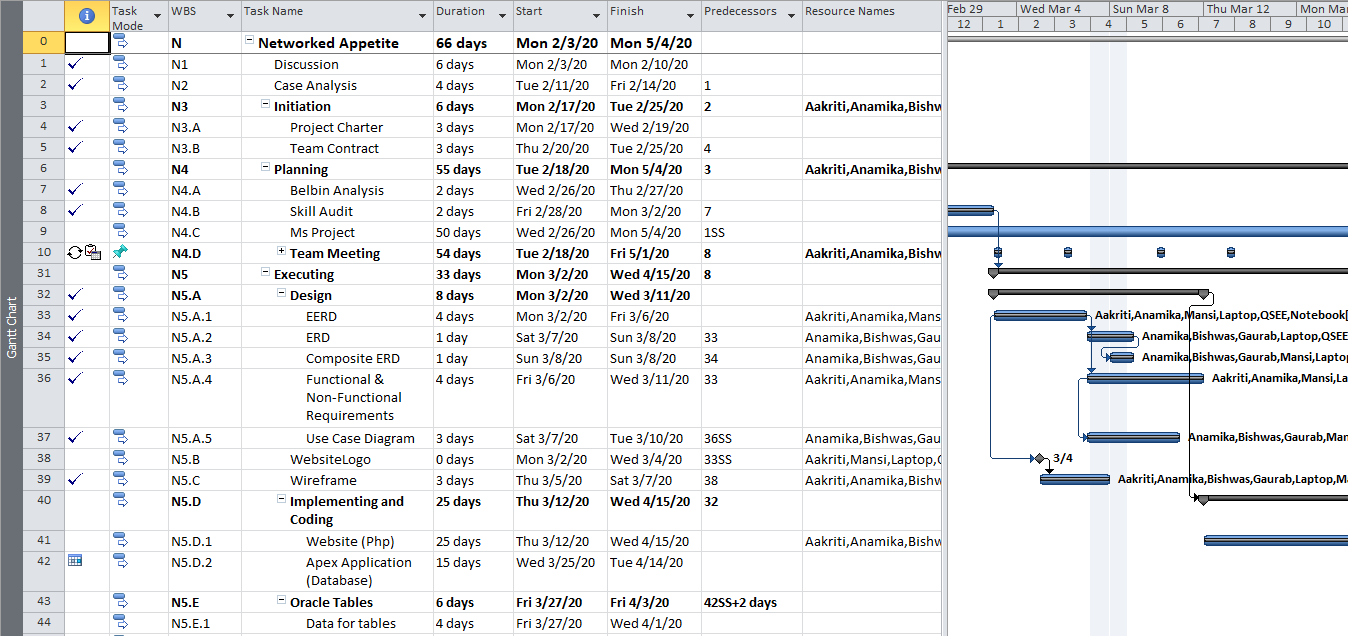 Gantt Chart
Task Mode WBS Task Name Duration Start Finish Predecessors Resource Names
Feb 29 Wed Mar 4 Sun Mar 8 Thu Mar 12 Mon Mar
12 1 2 3 4 5 6 7 8 9 10
0 N Networked Appetite 66 days Mon 2/3/20 Mon 5/4/20
1 N1 Discussion 6 days Mon 2/3/20 Mon 2/10/20
2 N2 Case Analysis 4 days Tue 2/11/20 Fri 2/14/20 1
3 N3 Initiation 6 days Mon 2/17/20 Tue 2/25/20 2 Aakriti,Anamika,Bishw
4 N3.A Project Charter 3 days Mon 2/17/20 Wed 2/19/20
5 N3.B Team Contract 3 days Thu 2/20/20 Tue 2/25/20 4
6 N4 Planning 55 days Tue 2/18/20 Mon 5/4/20 3 Aakriti,Anamika,Bishw
7 N4.A Belbin Analysis 2 days Wed 2/26/20 Thu 2/27/20
8 N4.B Skill Audit 2 days Fri 2/28/20 Mon 3/2/20 7
9 N4.C Ms Project 50 days Wed 2/26/20 Mon 5/4/20 1SS
10 N4.D Team Meeting 54 days Tue 2/18/20 Fri 5/1/20 8 Aakriti,Anamika,Bishw
31 N5 Executing 33 days Mon 3/2/20 Wed 4/15/20 8
32 N5.A Design 8 days Mon 3/2/20 Wed 3/11/20
33 N5.A.1 EERD 4 days Mon 3/2/20 Fri 3/6/20 Aakriti,Anamika,Mans Aakriti,Anamika,Mansi,Laptop,QSEE,Notebook[
34 N5.A.2 ERD 1 day Sat 3/7/20 Sun 3/8/20 33 Anamika,Bishwas,Gau Anamika,Bishwas,Gaurab,Laptop,QSEE
35 N5.A.3 Composite ERD 1 day Sun 3/8/20 Sun 3/8/20 34 Anamika,Bishwas,Gau Anamika,Bishwas,Gaurab,Mansi,Laptop
36 N5.A.4 Functional & 4 days Fri 3/6/20 Wed 3/11/20 33 Aakriti,Anamika,Mans Aakriti,Anamika,Mansi,La
Non-Functional
Requirements
37 N5.A.5 Use Case Diagram 3 days Sat 3/7/20 Tue 3/10/20 36SS Anamika,Bishwas,Gau Anamika,Bishwas,Gaurab,Man
38 N5.B WebsiteLogo 0 days Mon 3/2/20 Wed 3/4/20 33SS Aakriti,Mansi,Laptop,Q 3/4
39 N5.C Wireframe 3 days Thu 3/5/20 Sat 3/7/20 38 Aakriti,Anamika,Bishw Aakriti,Anamika,Bishwas,Gaurab,Laptop,M
40 N5.D Implementing and 25 days Thu 3/12/20 Wed 4/15/20 32
Coding
41 N5.D.1 Website (Php) 25 days Thu 3/12/20 Wed 4/15/20 Aakriti,Anamika,Bishw
42 N5.D.2 Apex Application 15 days Wed 3/25/20 Tue 4/14/20
(Database)
43 N5.E Oracle Tables 6 days Fri 3/27/20 Fri 4/3/20 42SS+2 days
44 N5.E.1 Data for tables 4 days Fri 3/27/20 Wed 4/1/20